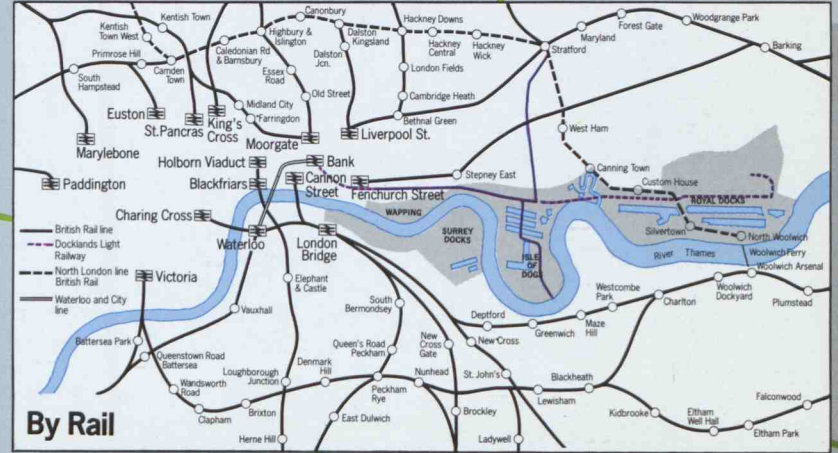 Kentish Town
Kentish
Town West
Primrose Hill
South
Hampstead
Camden
Town
Caledonian Rd
& Barnsbury
Canonbury
Highbury &
Islington
Essex
Road
Old Street
Dalston
Kingsland
Dalston
Jcn.
Hackney Downs
Hackney
Central
Hackney
Wick
London Fields
Cambridge Heath
Bethnal Green
Stratford
Maryland
Forest Gate
Woodgrange Park
Barking
Midland City
*Farringdon
Euston
St.Pancras
King's
Cross
Moorgate
Liverpool St.
Marylebone
Paddington
Holborn Viaduct
Blackfriars
Bank
Cannon
Street
Fenchurch Street
Stepney East
West Ham
Canning Town
Custom House
ROYAL DOCKS
Silvertown
North Woolwich
Woolwich Ferry
Woolwich Arsenal
River Thames
Charing Cross
Waterloo
London
Bridge
WAPPING
SURREY
DOCKS
ISLE
OF
DOGS
British Rail line
Docklands Light
Railway
North London line
British Rail
Waterloo and City
line
Victoria
Vauxhall
Elephant
& Castle
South
Bermondsey
Deptford
New Cross
Greenwich
Maze
Hill
Westcombe
Park
Charlton
Woolwich
Dockyard
Plumstead
Battersea Park
Queenstown Road
Battersea
Wandsworth
Road
Clapham
Brixton
Loughborough
Junction
Denmark
Hill
Queen's Road
Peckham
Peckham
Rye
New
Cross
Gate
Nunhead
St. John's
Lewisham
Blackheath
Kidbrooke
Eltham
Well Hall
Eltham Park
Falconwood
Herne Hill
East Dulwich
Brockley
Ladywell
By Rail